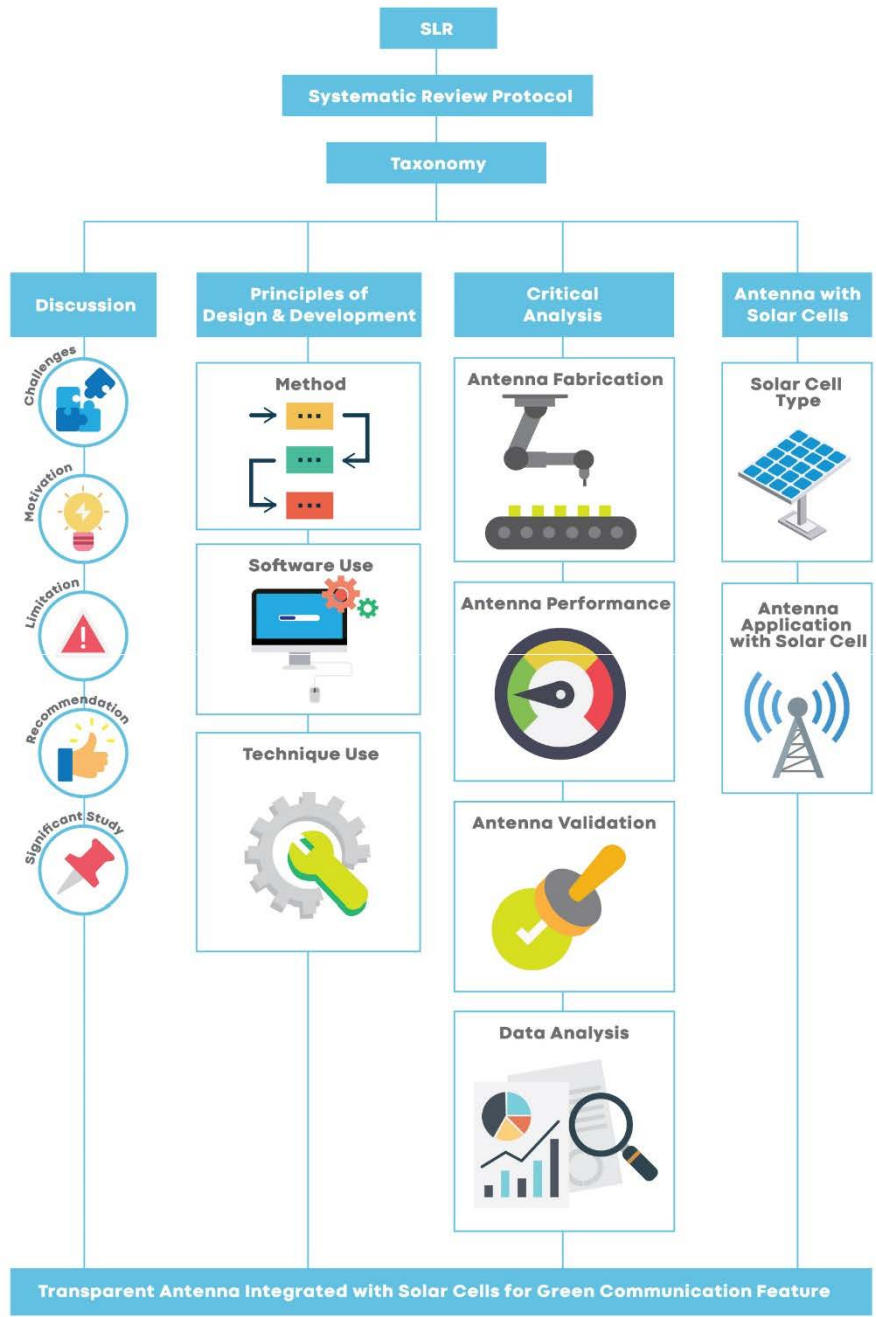 SLR
Systematic Review Protocol
Taxonomy
Discussion
Challenges
Motivation
Limitation
Recommendation
Significant Study
Principles of
Design & Development
Method
Software Use
Technique Use
Critical
Analysis
Antenna Fabrication
Antenna Performance
Antenna Validation
Data Analysis
Antenna with
Solar Cells
Solar Cell
Type
Antenna
Application
with Solar Cell
Transparent Antenna Integrated with Solar Cells for Green Communication Feature